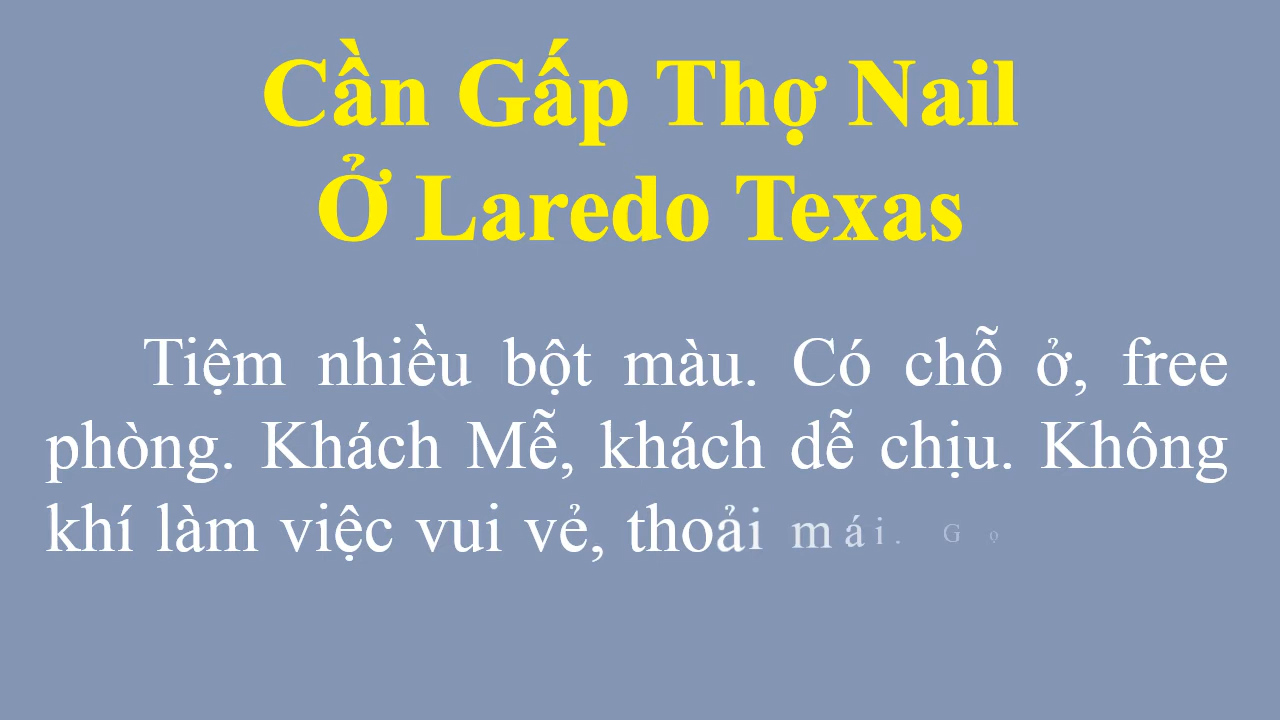 Cần Gấp Thợ Nail
Ở Laredo Texas
Tiệm nhiều bột màu. Có chỗ ở, free
phòng. Khách Mễ, khách dễ chịu. Không
khí làm việc vui vẻ, thoải mái. Gọ